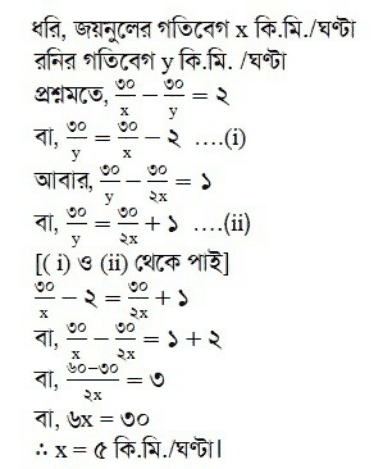 ধরি, জয়নুলের গতিবেগ x কি.মি./ঘণ্টা
রনির গতিবেগ y কি.মি. /ঘণ্টা
প্রশ্নমতে, ৩০/x − ৩০/y = ২
বা, ৩০/y = ৩০/x − ২ ....(i)
আবার, ৩০/y − ৩০/২x = ১
বা, ৩০/y = ৩০/২x + ১ ....(ii)
[( i) ও (ii) থেকে পাই]
৩০/x − ২ = ৩০/২x + ১
বা, ৩০/x − ৩০/২x = ১ + ২
বা, ৬০−৩০/২x = ৩
বা, ৬x = ৩০
∴ x = ৫ কি.মি./ঘণ্টা।